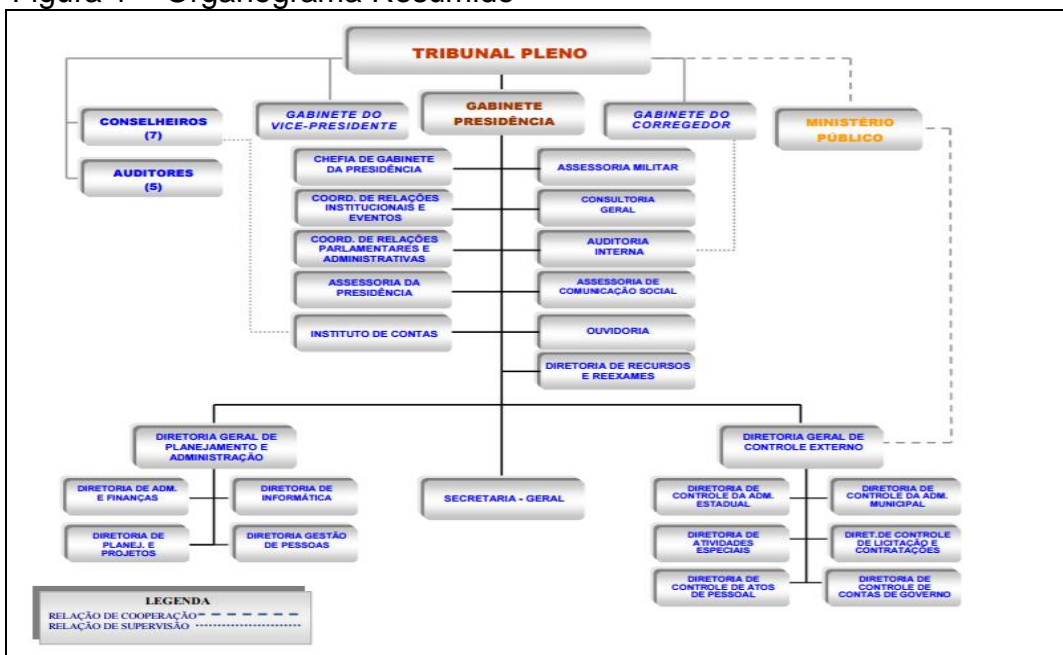 Organograma Resumido
TRIBUNAL PLENO
CONSELHEIROS
(7)
GABINETE DO
VICE-PRESIDENTE
GABINETE
PRESIDÊNCIA
GABINETE DO
CORREGEDOR
MINISTÉRIO
PÚBLICO
AUDITORES
(5)
CHEFIA DE GABINETE
DA PRESIDÊNCIA
ASSESSORIA MILITAR
COORD. DE RELAÇÕES
INSTITUCIONAIS E
EVENTOS
CONSULTORIA
GERAL
COORD. DE RELAÇÕES
PARLAMENTARES E
ADMINISTRATIVAS
AUDITORIA
INTERNA
ASSESSORIA DA
PRESIDÊNCIA
ASSESSORIA DE
COMUNICAÇÃO SOCIAL
INSTITUTO DE CONTAS
OUVIDORIA
DIRETORIA DE RECURSOS
E REEXAMES
DIRETORIA GERAL DE
PLANEJAMENTO E
ADMINISTRAÇÃO
DIRETORIA DE ADM.
E FINANÇAS
DIRETORIA DE
INFORMÁTICA
DIRETORIA DE
PLANEJ. E
PROJETOS
DIRETORIA GESTÃO
DE PESSOAS
SECRETARIA - GERAL
DIRETORIA GERAL DE
CONTROLE EXTERNO
DIRETORIA DE
CONTROLE DA ADM.
ESTADUAL
DIRETORIA DE
CONTROLE DA ADM.
MUNICIPAL
DIRETORIA DE
ATIVIDADES
ESPECIAIS
DIRET.DE CONTROLE
DE LICITAÇÃO E
CONTRATAÇÕES
DIRETORIA DE
CONTROLE DE ATOS
DE PESSOAL
DIRETORIA DE
CONTROLE DE
CONTAS DE GOVERNO
LEGENDA
RELAÇÃO DE COOPERAÇÃO
RELAÇÃO DE SUPERVISÃO